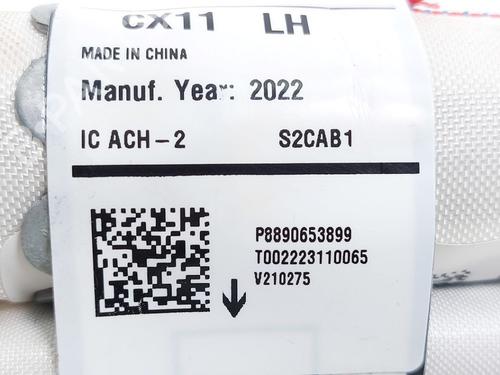 CX11 LH
MADE IN CHINA
Manuf. Year: 2022
IC ACH-2 S2CAB1
P8890653899
T002223110065
V210275